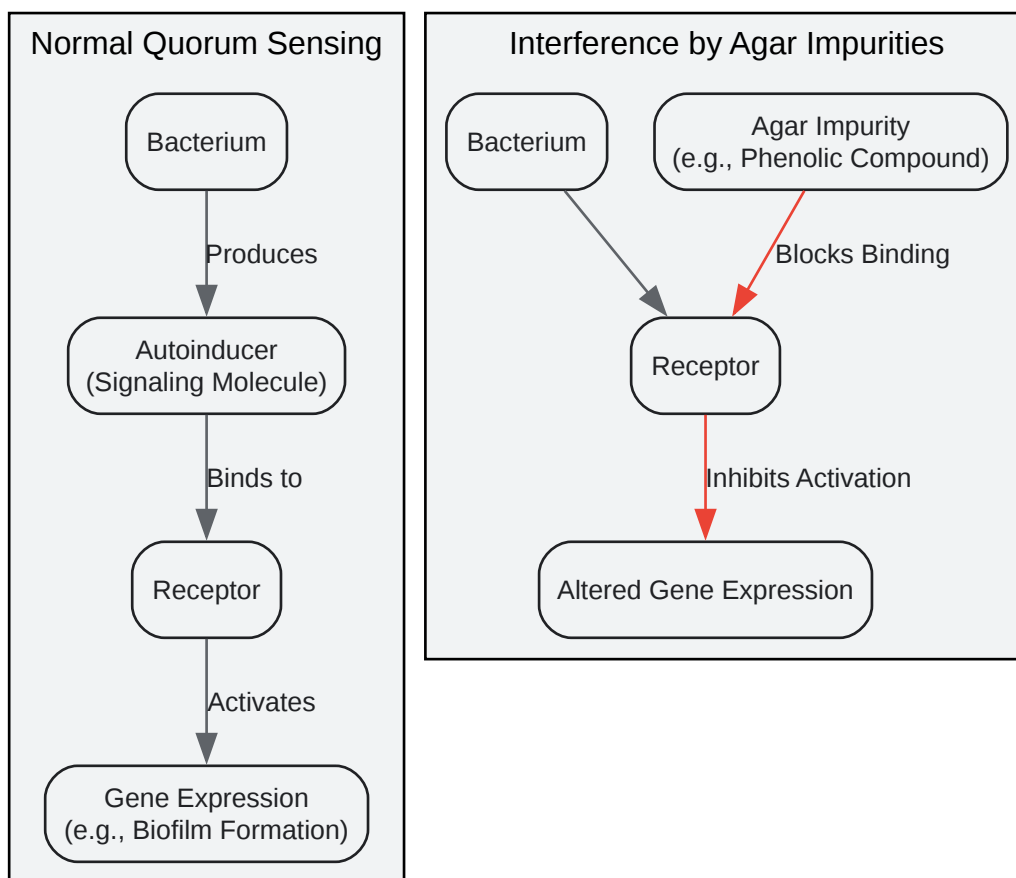 Normal Quorum Sensing
Bacterium
Produces
Autoinducer
(Signaling Molecule)
Binds to
Receptor
Activates
Gene Expression
(e.g., Biofilm Formation)
Interference by Agar Impurities
Bacterium
Agar Impurity
(e.g., Phenolic Compound)
Blocks Binding
Receptor
Inhibits Activation
Altered Gene Expression